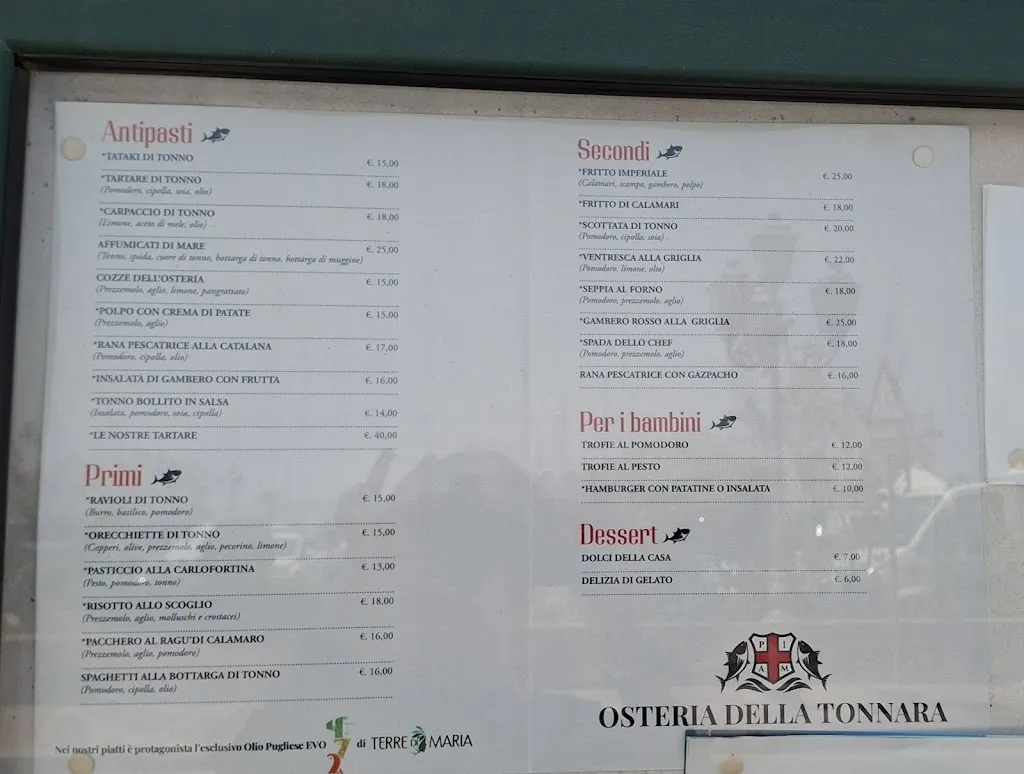 Antipasti
*TATAKI DI TONNO €. 15,00
*TARTARE DI TONNO €. 18,00
(Pomodoro, cipolla, soia, olio)
*CARPACCIO DI TONNO €. 18,00
(Limone, aceto di mele, olio)
AFFUMICATI DI MARE €. 25,00
(Tonno, spada, cuore di tonno, bottarga di tonno, bottarga di muggine)
COZZE DELL'OSTERIA €. 15,00
(Prezzemolo, aglio, limone, pangrattato)
*POLPO CON CREMA DI PATATE €. 15,00
(Prezzemolo, aglio)
*RANA PESCATRICE ALLA CATALANA €. 17,00
(Pomodoro, cipolla, olio)
*INSALATA DI GAMBERO CON FRUTTA €. 16,00
*TONNO BOLLITO IN SALSA
(Insalata, pomodoro, soia, cipolla) €. 14,00
*LE NOSTRE TARTARE €. 40,00
Primi
*RAVIOLI DI TONNO €. 15,00
(Burro, basilico, pomodoro)
*ORECCHIETTE DI TONNO €. 15,00
(Capperi, olive, prezzemolo, aglio, pecorino, limone)
*PASTICCIO ALLA CARLOFORTINA €. 13,00
(Pesto, pomodoro, tonno)
*RISOTTO ALLO SCOGLIO €. 18,00
(Prezzemolo, aglio, molluschi e crostacei)
*PACCHERO AL RAGU'DI CALAMARO €. 16,00
(Prezzemolo, aglio, pomodoro)
SPAGHETTI ALLA BOTTARGA DI TONNO €. 16,00
(Pomodoro, cipolla, olio)
Nei nostri piatti è protagonista l'esclusivo Olio Pugliese EVO di TERRE DI MARIA
Secondi
*FRITTO IMPERIALE €. 25,00
(Calamari, scampo, gambero, polpo)
*FRITTO DI CALAMARI €. 18,00
*SCOTTATA DI TONNO €. 20,00
(Pomodoro, cipolla, soia)
*VENTRESCA ALLA GRIGLIA €. 22,00
(Pomodoro, limone, olio)
*SEPPIA AL FORNO €. 18,00
(Pomodoro, prezzemolo, aglio)
*GAMBERO ROSSO ALLA GRIGLIA €. 25,00
*SPADA DELLO CHEF €. 18,00
(Pomodoro, prezzemolo, aglio)
RANA PESCATRICE CON GAZPACHO €. 16,00
Per i bambini
TROFIE AL POMODORO €. 12,00
TROFIE AL PESTO €. 12,00
*HAMBURGER CON PATATINE O INSALATA €. 10,00
Dessert
DOLCI DELLA CASA €. 7,00
DELIZIA DI GELATO €. 6,00
P I
A M
OSTERIA DELLA TONNARA